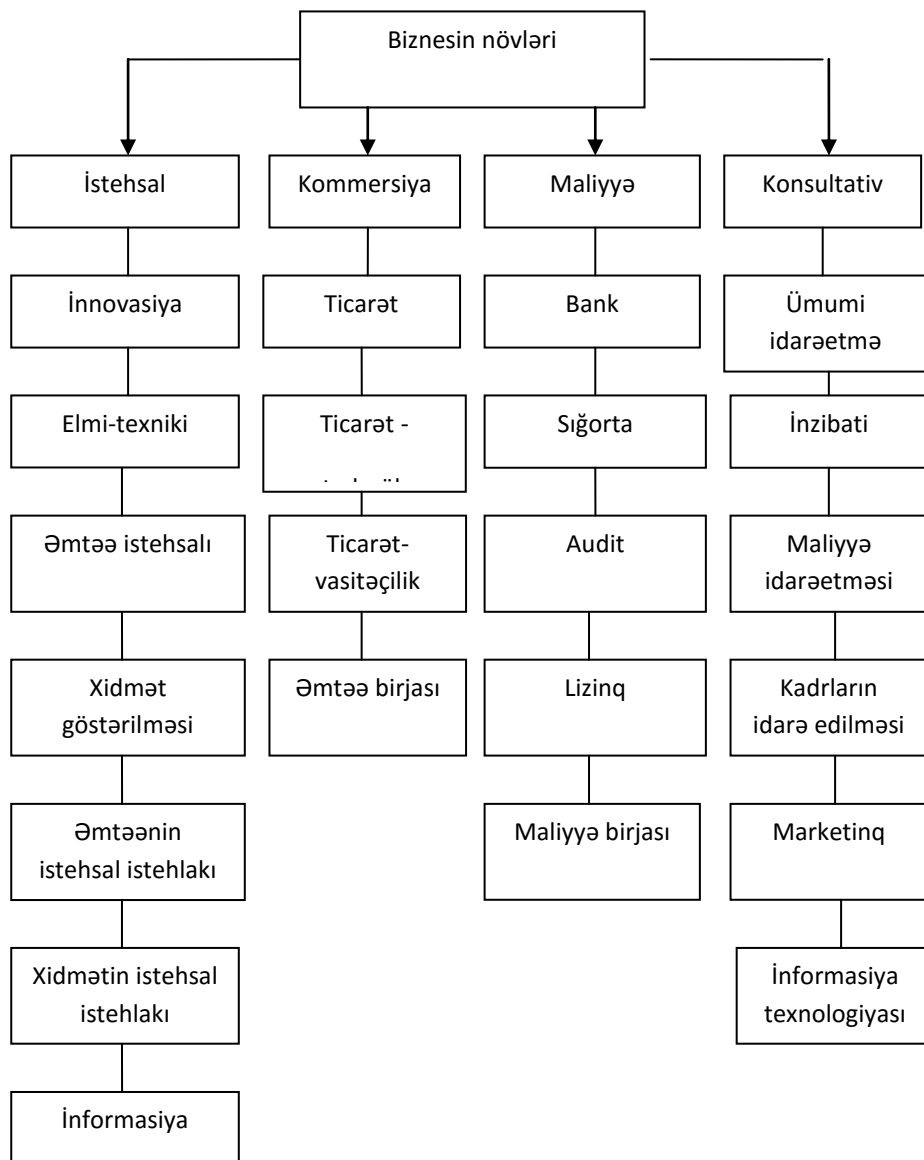 Biznesin növləri
İstehsal
Kommersiya
Maliyyə
Konsultativ
İnnovasiya
Ticarət
Bank
Ümumi
idarəetmə
Elmi-texniki
Ticarət -
Sığorta
İnzibati
Əmtəə istehsalı
Ticarət-
vasitəçilik
Audit
Maliyyə
idarəetməsi
Xidmət
göstərilməsi
Əmtəə birjası
Lizinq
Kadrların
idarə edilməsi
Əmtəənin
istehsal istehlakı
Maliyyə birjası
Marketinq
Xidmətin istehsal
istehlakı
İnformasiya
texnologiyası
İnformasiya